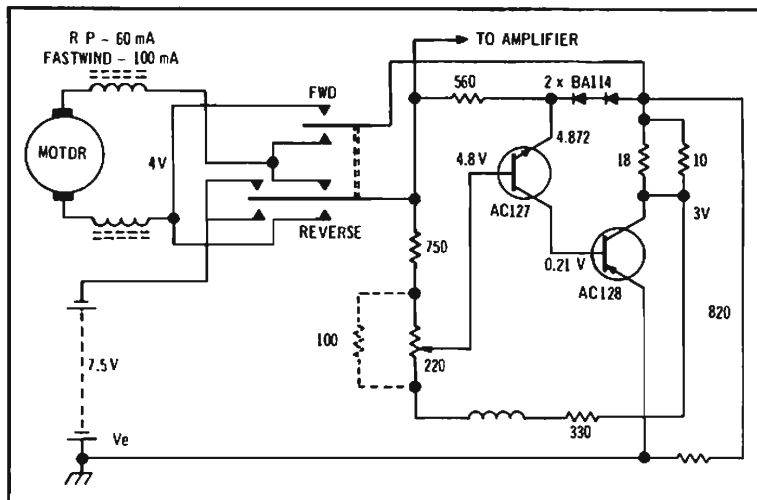 R P - 60 mA
FASTWIND - 100 mA
TO AMPLIFIER
FWD
560
2 x BA114
MOTOR
4V
4.872
4.8 V
18
10
AC127
3V
REVERSE
750
0.21 V
AC128
820
100
220
7.5 V
330
Ve